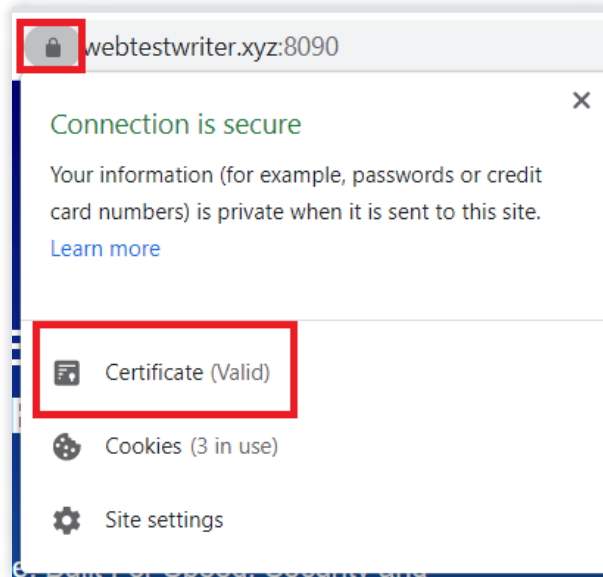 webtestwriter.xyz:8090
Connection is secure
Your information (for example, passwords or credit
card numbers) is private when it is sent to this site.
Learn more
Certificate (Valid)
Cookies (3 in use)
Site settings